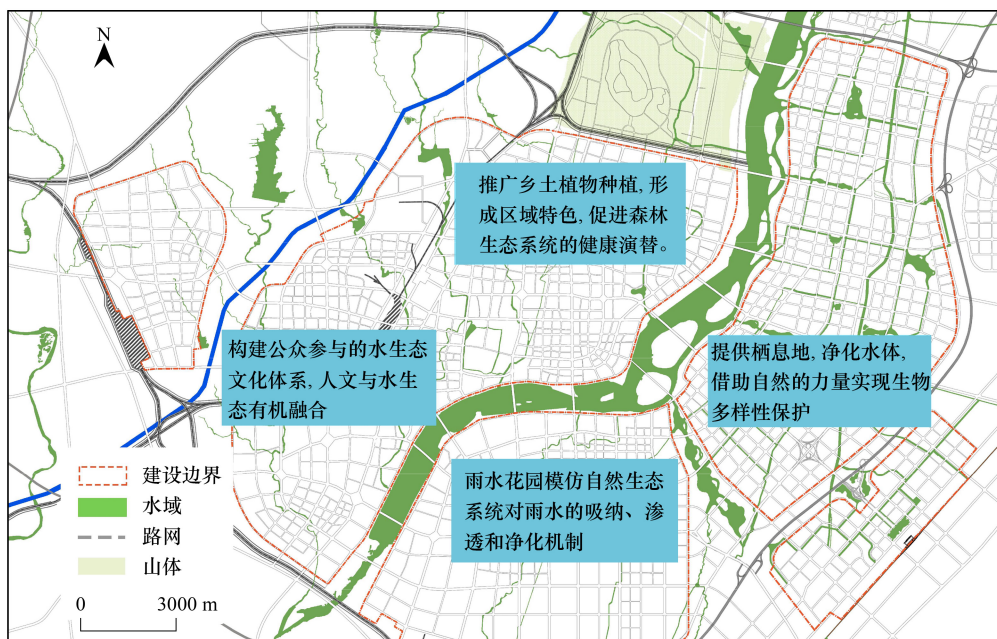 N
推广乡土植物种植, 形
成区域特色, 促进森林
生态系统的健康演替。
构建公众参与的水生态
文化体系, 人文与水生
态有机融合
提供栖息地, 净化水体,
借助自然的力量实现生物
多样性保护
雨水花园模仿自然生态
系统对雨水的吸纳、渗
透和净化机制
建设边界
水域
路网
山体
0 3000 m